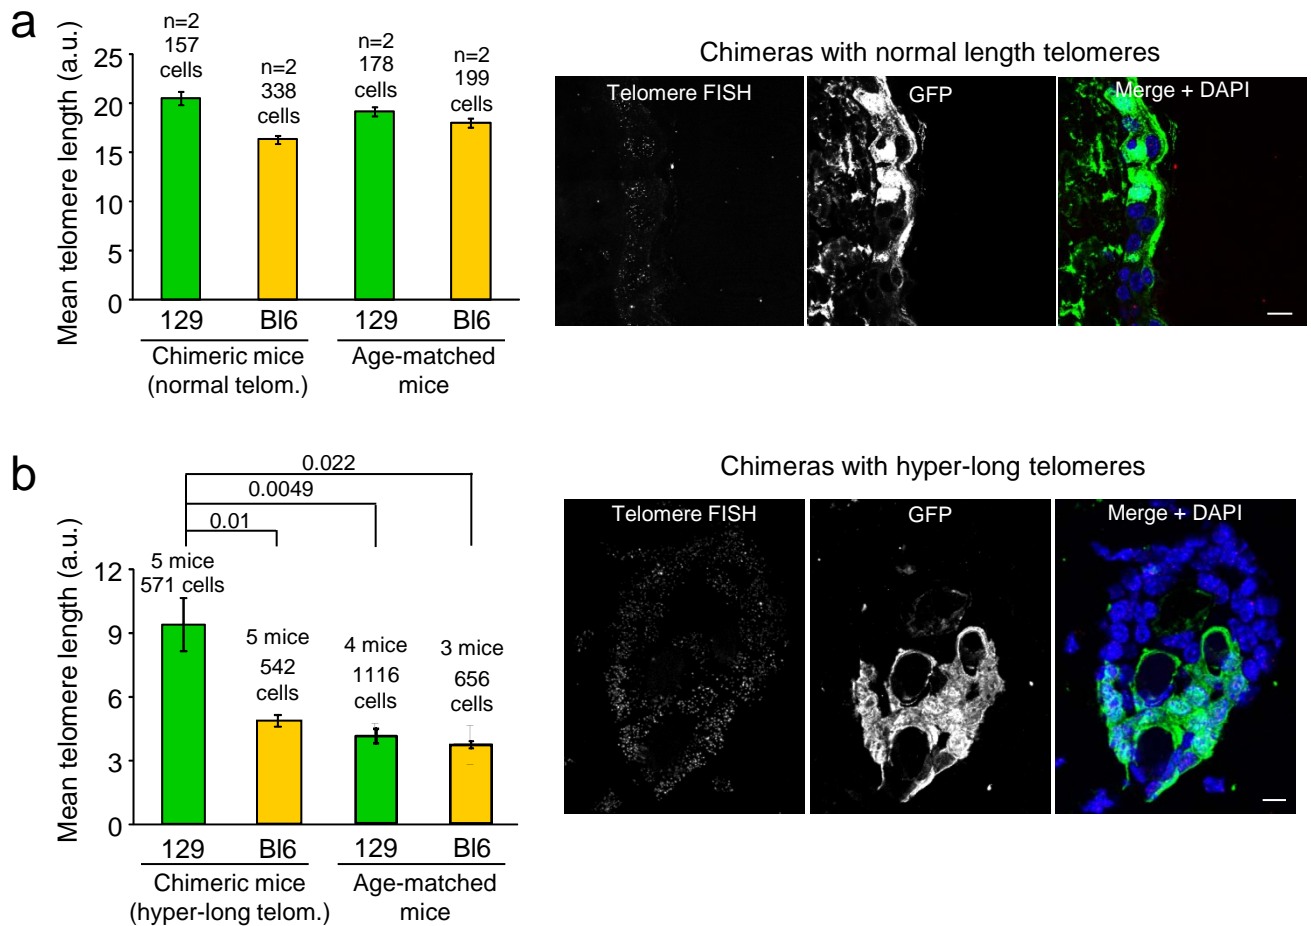 a
Mean telomere length (a.u.)
25
20
15
10
5
0
n=2
157
cells
n=2
338
cells
n=2
178
cells
n=2
199
cells
129
Bl6
129
Bl6
Chimeric mice
(normal telom.)
Age-matched
mice
Chimeras with normal length telomeres
Telomere FISH
GFP
Merge + DAPI
b
Mean telomere length (a.u.)
0.022
0.0049
0.01
12
9
6
3
0
5 mice
571 cells
5 mice
542
cells
4 mice
1116
cells
3 mice
656
cells
129
Bl6
129
Bl6
Chimeric mice
(hyper-long telom.)
Age-matched
mice
Chimeras with hyper-long telomeres
Telomere FISH
GFP
Merge + DAPI